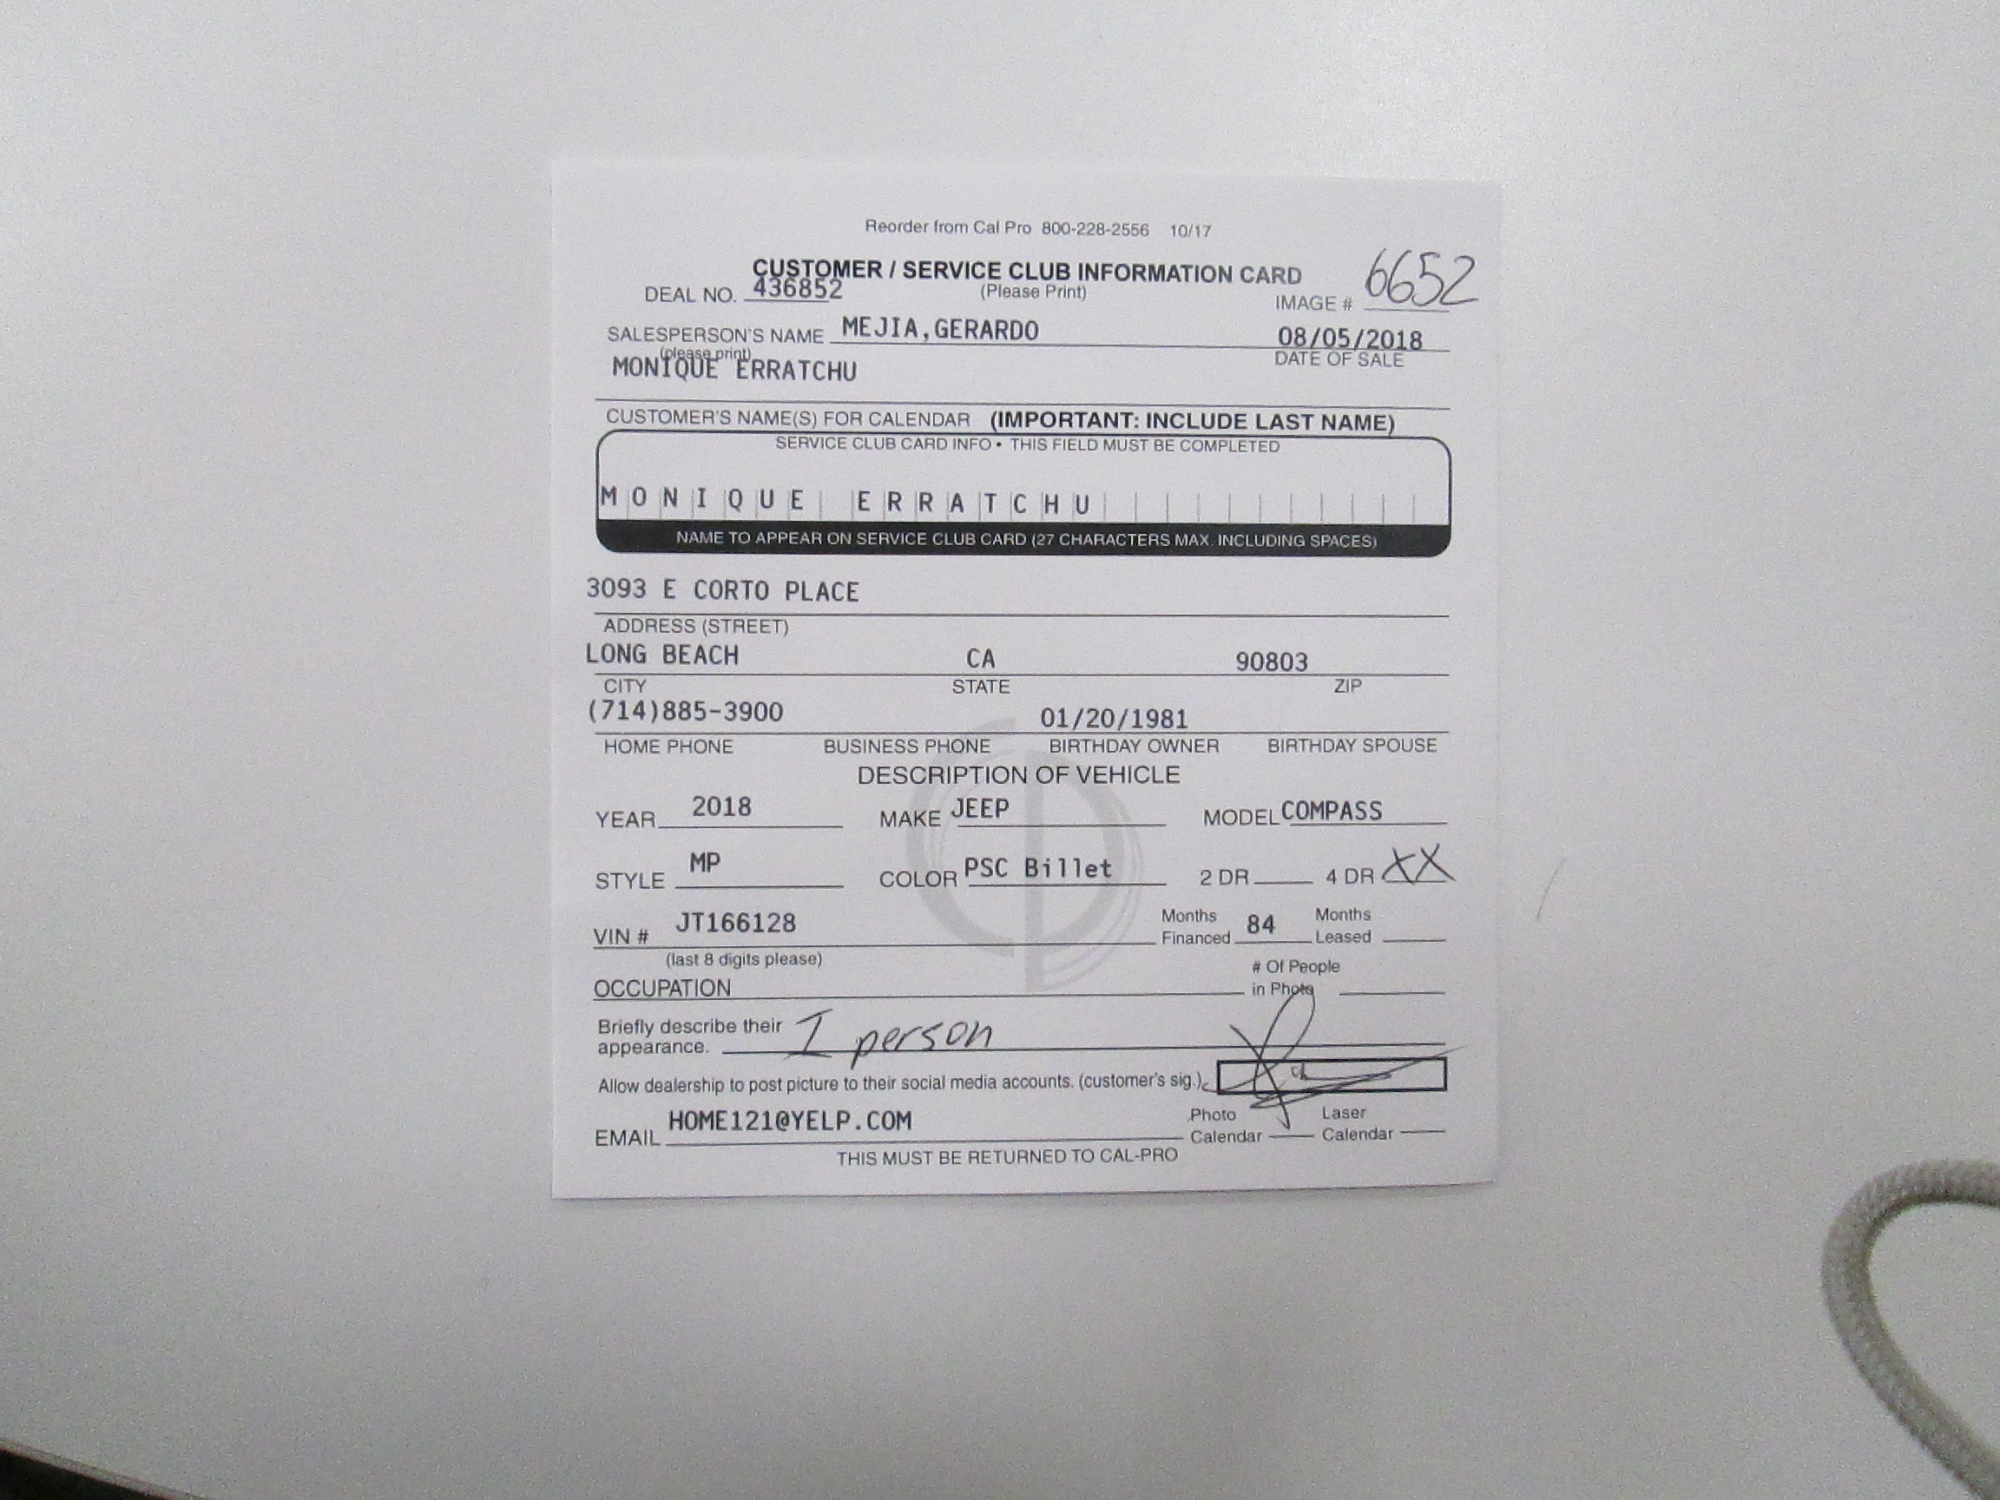 Reorder from Cal Pro 800-228-2556 10/17
CUSTOMER / SERVICE CLUB INFORMATION CARD
DEAL NO. 436852 (Please Print) IMAGE # 6652
SALESPERSON'S NAME MEJIA,GERARDO 08/05/2018
(please print) DATE OF SALE
MONIQUE ERRATCHU
CUSTOMER'S NAME(S) FOR CALENDAR (IMPORTANT: INCLUDE LAST NAME)
SERVICE CLUB CARD INFO • THIS FIELD MUST BE COMPLETED
MONIQUE ERRATCHU
NAME TO APPEAR ON SERVICE CLUB CARD (27 CHARACTERS MAX. INCLUDING SPACES)
3093 E CORTO PLACE
ADDRESS (STREET)
LONG BEACH CA 90803
CITY STATE ZIP
(714)885-3900 01/20/1981
HOME PHONE BUSINESS PHONE BIRTHDAY OWNER BIRTHDAY SPOUSE
DESCRIPTION OF VEHICLE
YEAR 2018 MAKE JEEP MODEL COMPASS
STYLE MP COLOR PSC Billet 2 DR 4 DR XX
VIN # JT166128 Months Financed 84 Months Leased
(last 8 digits please)
OCCUPATION # Of People in Photo
Briefly describe their appearance. 1 person
Allow dealership to post picture to their social media accounts. (customer's sig.)
EMAIL HOME121@YELP.COM Photo Calendar Laser Calendar
THIS MUST BE RETURNED TO CAL-PRO